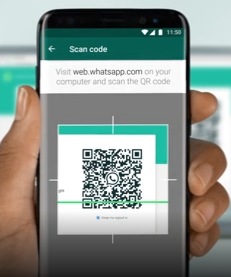 11:50
Scan code
Visit web.whatsapp.com on your
computer and scan the QR code